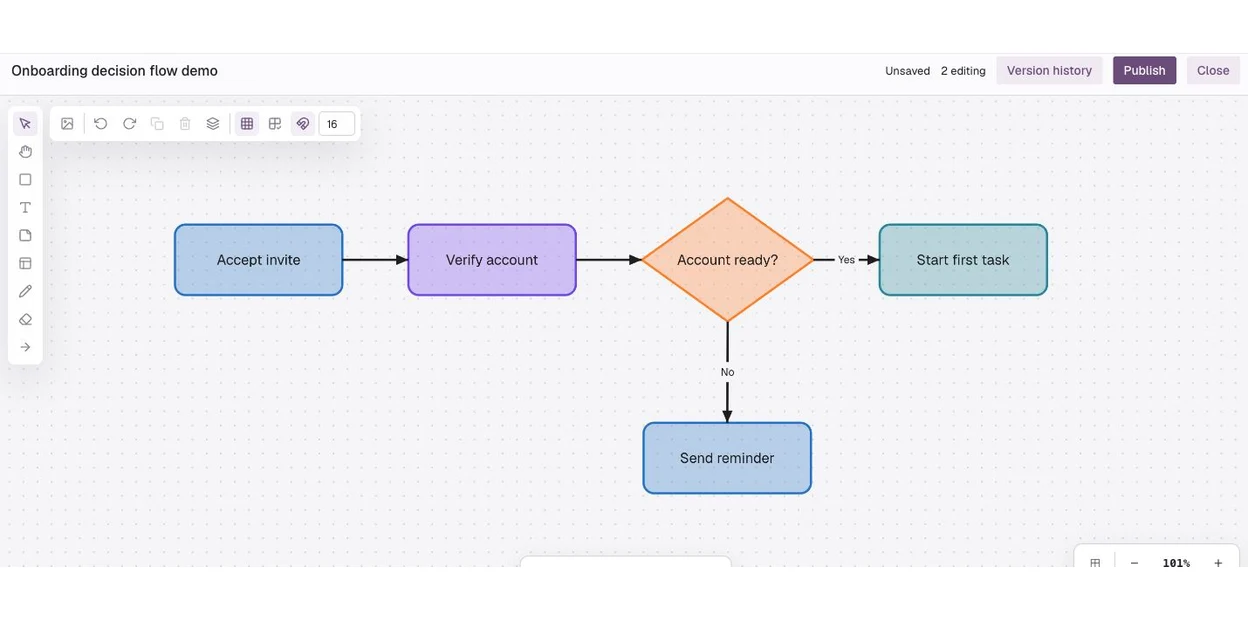 Onboarding decision flow demo
Unsaved 2 editing Version history Publish Close
16
Accept invite
Verify account
Account ready?
Yes
Start first task
No
Send reminder
101%